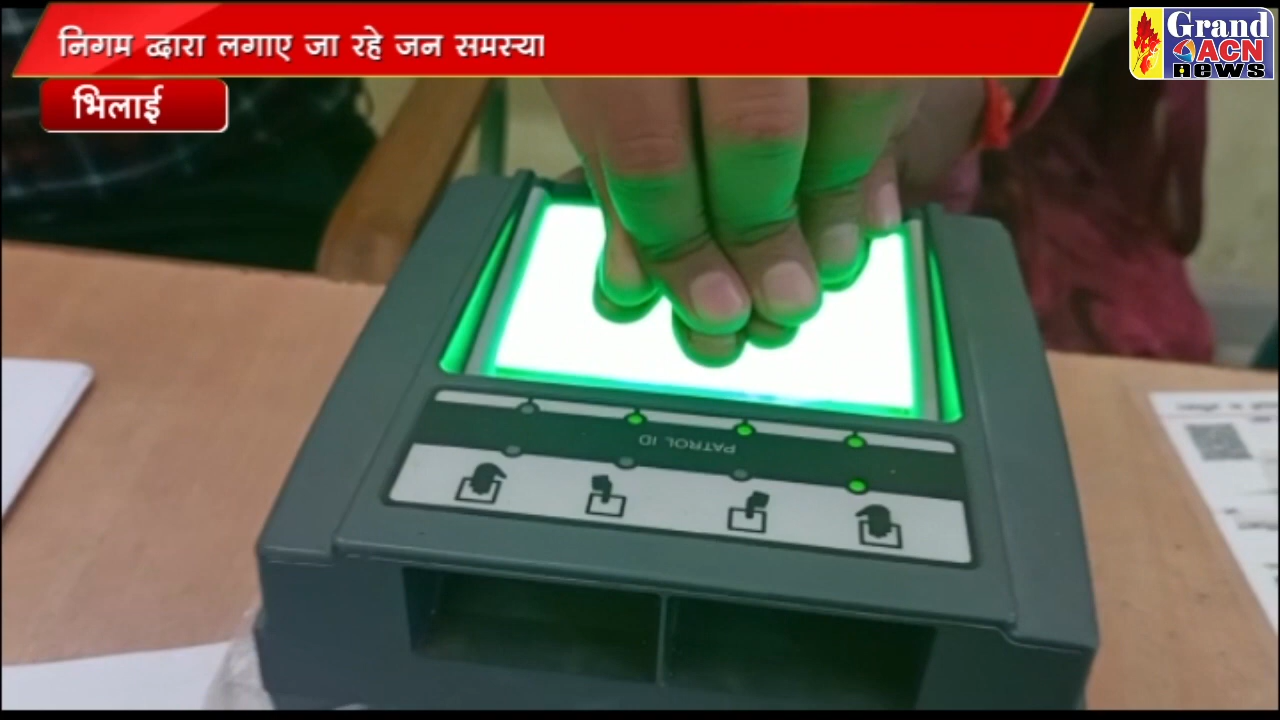 निगम द्वारा लगाए जा रहे जन समस्या
Grand
ACN
news
भिलाई
PATROL ID